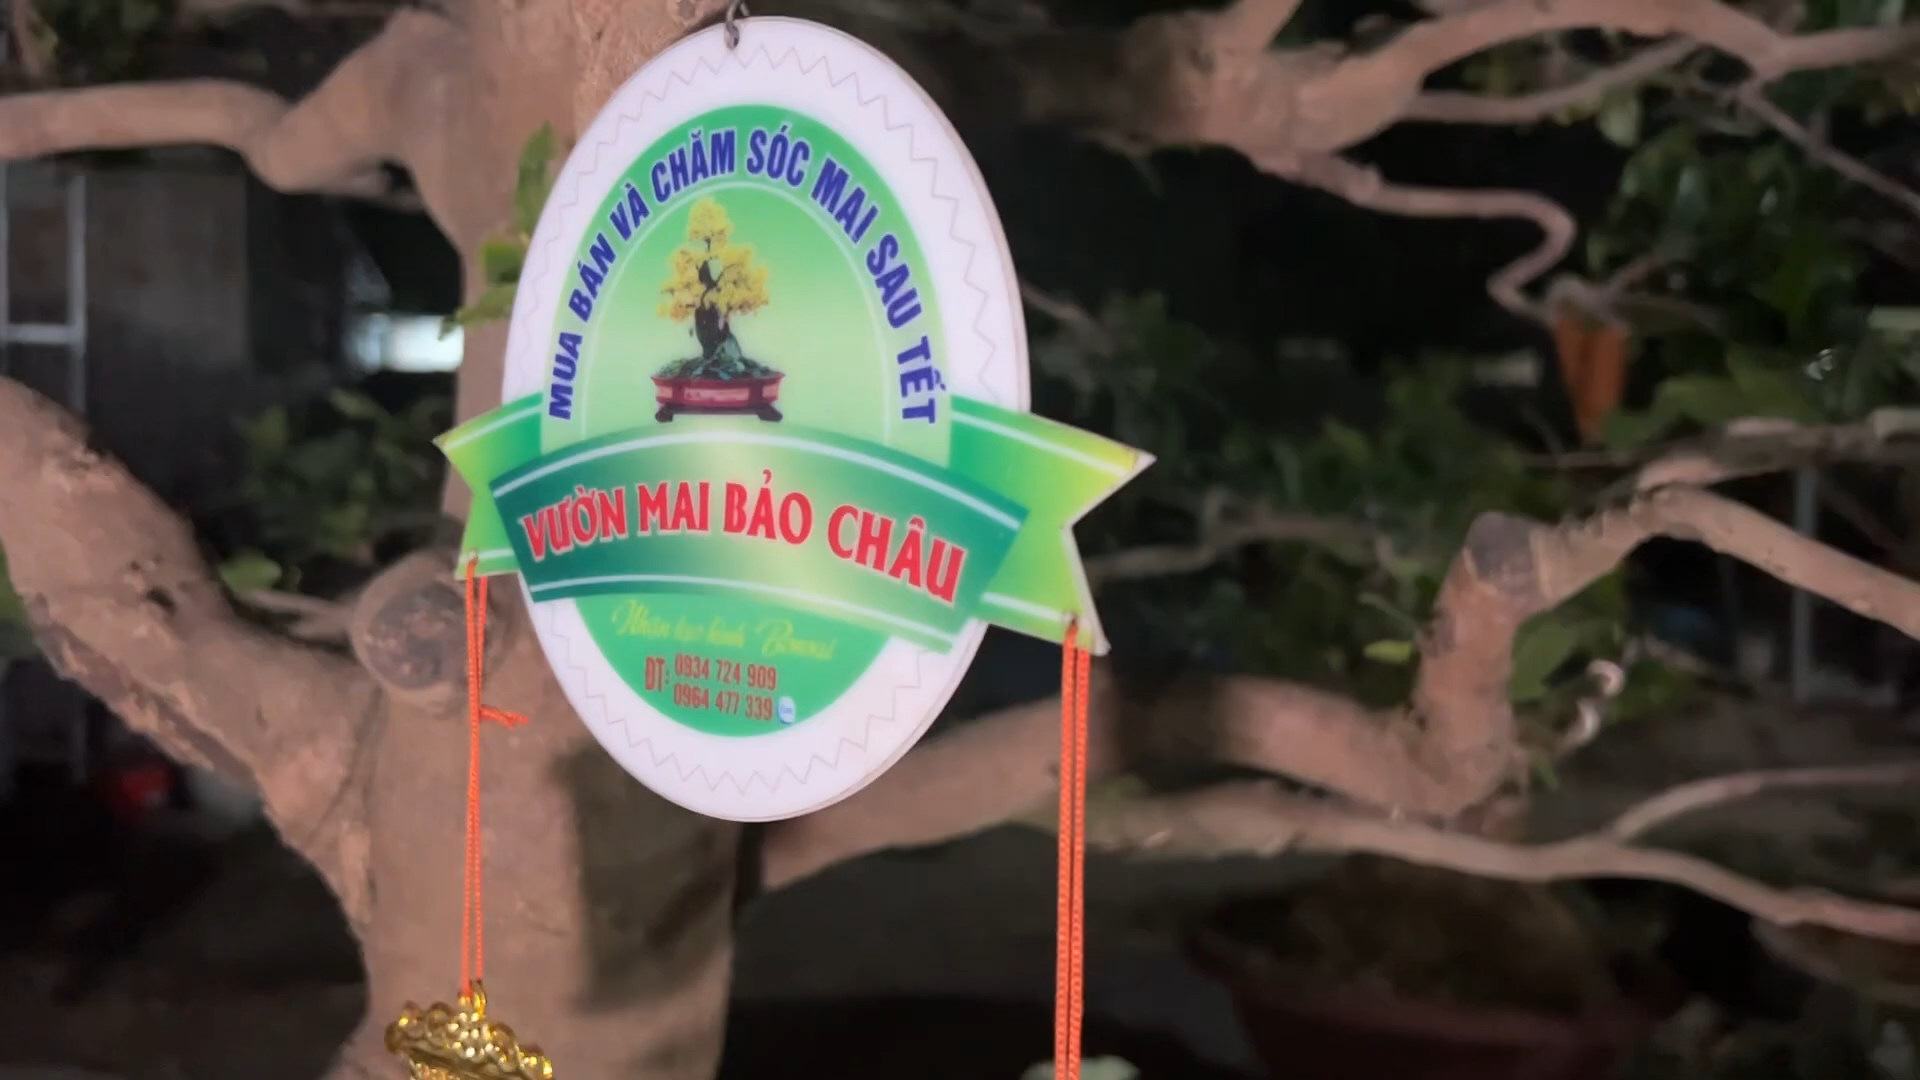 MUA BÁN VÀ CHĂM SÓC MAI SAU TẾT
VƯỜN MAI BẢO CHÂU
Nhận tạo hình Bonsai
ĐT: 0934 724 909
0964 477 339